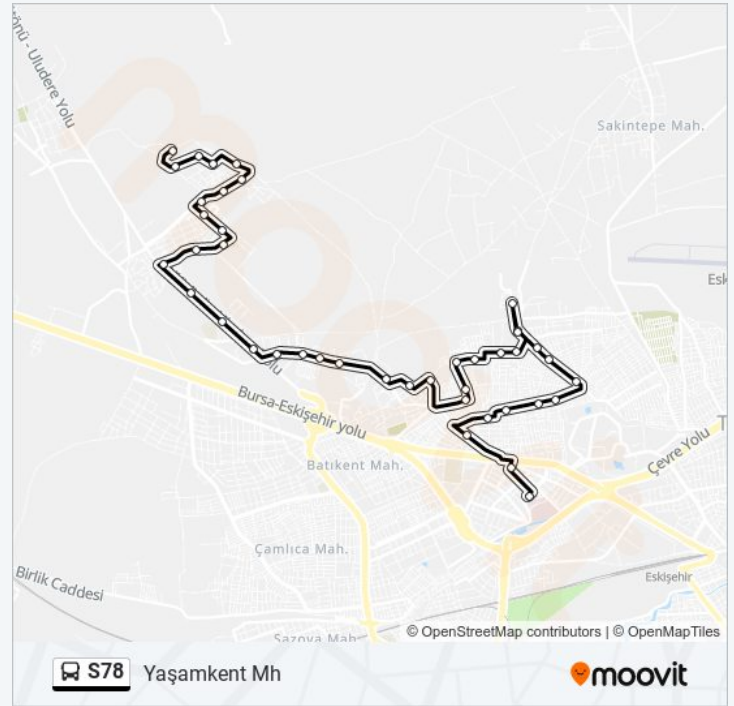 önü - Uludere Yolu
Sakintepe Mah.
Esk
Bursa-Eskişehir yolu
Batıkent Mah.
Çevre Yolu
T
Çamlıca Mah.
Birlik Caddesi
Eskişehir
Sazova Mah
© OpenStreetMap contributors | © OpenMapTiles
S78 Yaşamkent Mh
moovit